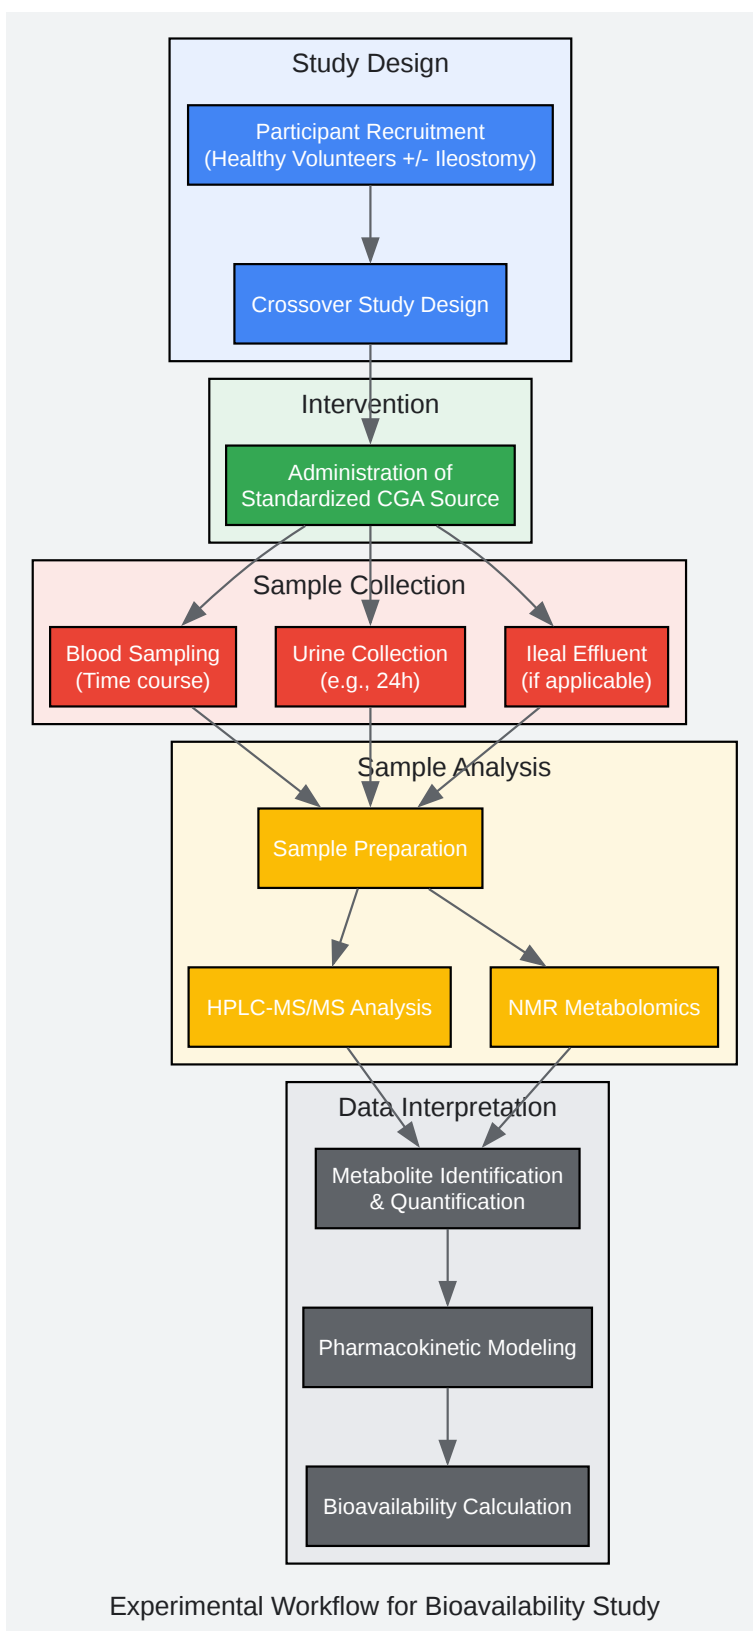 Study Design
Participant Recruitment
(Healthy Volunteers +/- Ileostomy)
Crossover Study Design
Intervention
Administration of
Standardized CGA Source
Sample Collection
Blood Sampling
(Time course)
Urine Collection
(e.g., 24h)
Ileal Effluent
(if applicable)
Sample Analysis
Sample Preparation
HPLC-MS/MS Analysis
NMR Metabolomics
Data Interpretation
Metabolite Identification
& Quantification
Pharmacokinetic Modeling
Bioavailability Calculation
Experimental Workflow for Bioavailability Study